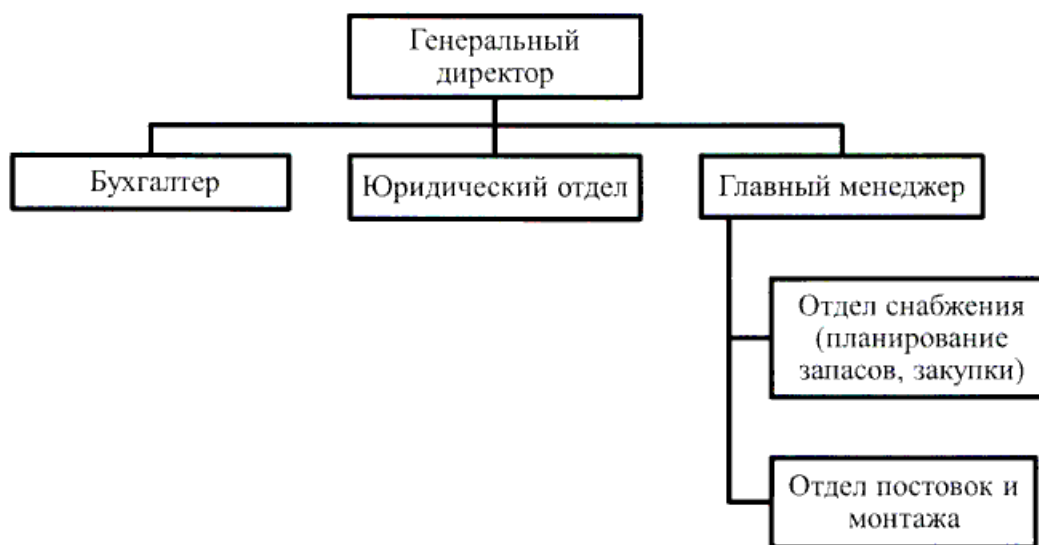 Генеральный
директор
Бухгалтер
Юридический отдел
Главный менеджер
Отдел снабжения
(планирование
запасов, закупки)
Отдел постовок и
монтажа